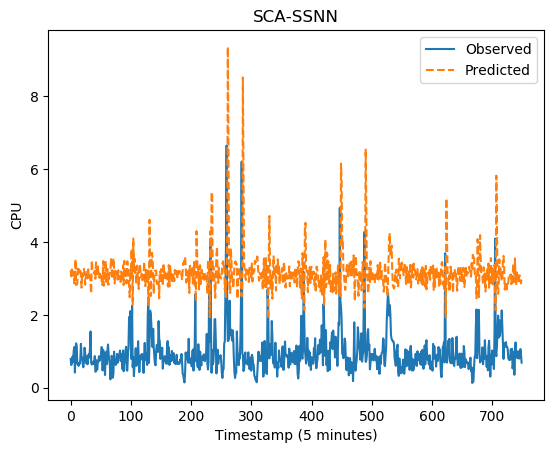 SCA-SSNN
Observed
Predicted
CPU
8
6
4
2
0
0 100 200 300 400 500 600 700
Timestamp (5 minutes)